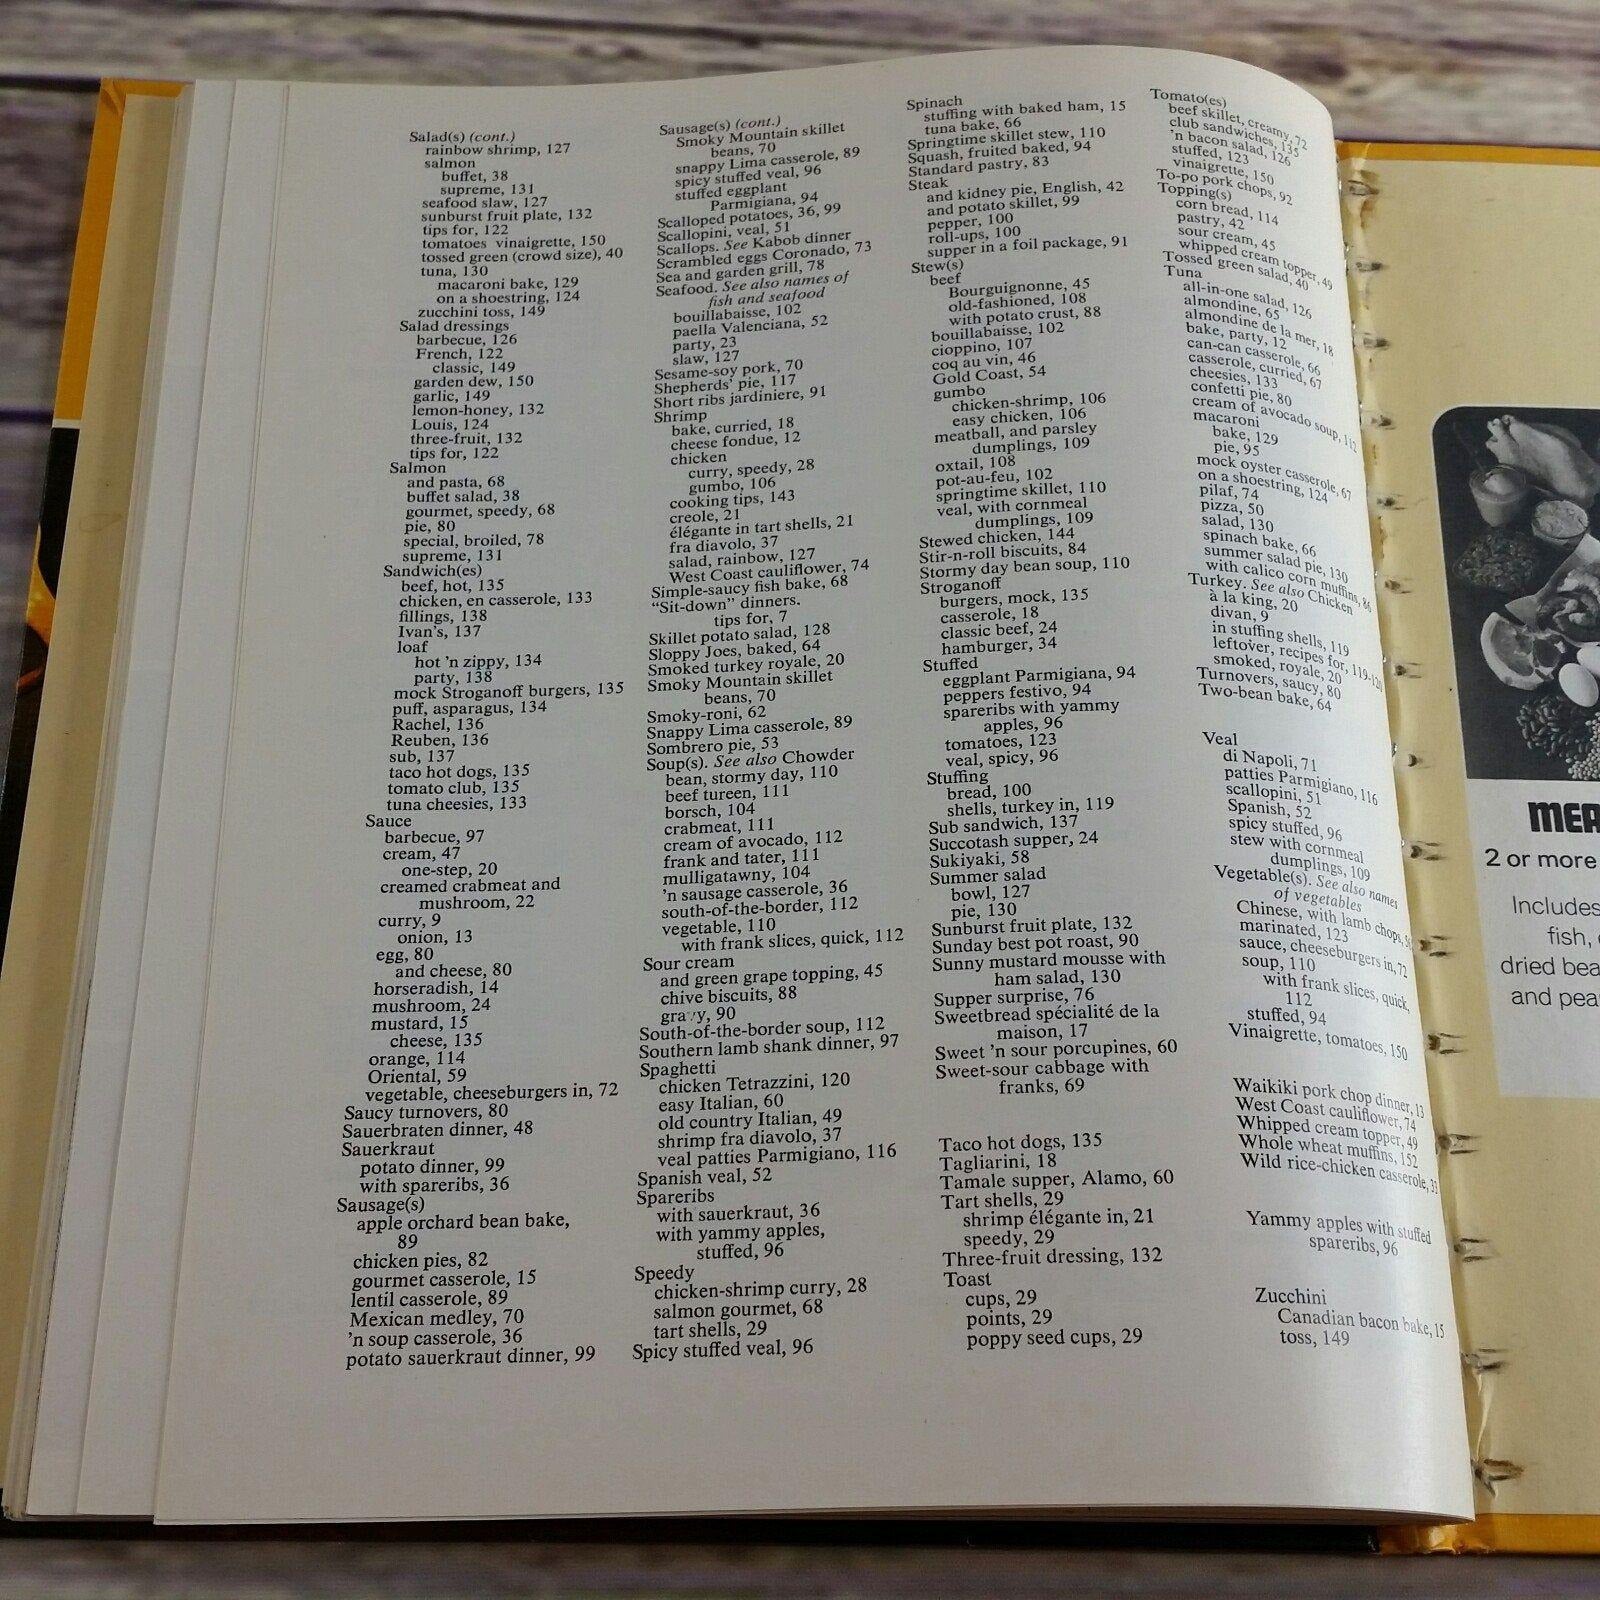 Salad(s) (cont.)
rainbow shrimp, 127
salmon
buffet, 38
supreme, 131
seafood slaw, 127
sunburst fruit plate, 132
tips for, 122
tomatoes vinaigrette, 150
tossed green (crowd size), 40
tuna, 130
macaroni bake, 129
on a shoestring, 124
zucchini toss, 149
Salad dressings
barbecue, 126
French, 122
classic, 149
garden dew, 150
garlic, 149
lemon-honey, 132
Louis, 124
three-fruit, 132
tips for, 122
Salmon
and pasta, 68
buffet salad, 38
gourmet, speedy, 68
pie, 80
special, broiled, 78
supreme, 131
Sandwich(es)
beef, hot, 135
chicken, en casserole, 133
fillings, 138
Ivan's, 137
loaf
hot 'n zippy, 134
party, 138
mock Stroganoff burgers, 135
puff, asparagus, 134
Rachel, 136
Reuben, 136
sub, 137
taco hot dogs, 135
tomato club, 135
tuna cheesies, 133
Sauce
barbecue, 97
cream, 47
one-step, 20
creamed crabmeat and
mushroom, 22
curry, 9
onion, 13
egg, 80
and cheese, 80
horseradish, 14
mushroom, 24
mustard, 15
cheese, 135
orange, 114
Oriental, 59
vegetable, cheeseburgers in, 72
Saucy turnovers, 80
Sauerbraten dinner, 48
Sauerkraut
potato dinner, 99
with spareribs, 36
Sausage(s)
apple orchard bean bake,
89
chicken pies, 82
gourmet casserole, 15
lentil casserole, 89
Mexican medley, 70
'n soup casserole, 36
potato sauerkraut dinner, 99
Sausage(s) (cont.)
Smoky Mountain skillet
beans, 70
snappy Lima casserole, 89
spicy stuffed veal, 96
stuffed eggplant
Parmigiana, 94
Scalloped potatoes, 36, 99
Scallopini, veal, 51
Scallops. See Kabob dinner
Scrambled eggs Coronado, 73
Sea and garden grill, 78
Seafood. See also names of
fish and seafood
bouillabaisse, 102
paella Valenciana, 52
party, 23
slaw, 127
Sesame-soy pork, 70
Shepherds' pie, 117
Short ribs jardiniere, 91
Shrimp
bake, curried, 18
cheese fondue, 12
chicken
curry, speedy, 28
gumbo, 106
cooking tips, 143
creole, 21
élégante in tart shells, 21
fra diavolo, 37
salad, rainbow, 127
West Coast cauliflower, 74
Simple-saucy fish bake, 68
"Sit-down" dinners.
tips for, 7
Skillet potato salad, 128
Sloppy Joes, baked, 64
Smoked turkey royale, 20
Smoky Mountain skillet
beans, 70
Smoky-roni, 62
Snappy Lima casserole, 89
Sombrero pie, 53
Soup(s). See also Chowder
bean, stormy day, 110
beef tureen, 111
borsch, 104
crabmeat, 111
cream of avocado, 112
frank and tater, 111
mulligatawny, 104
'n sausage casserole, 36
south-of-the-border, 112
vegetable, 110
with frank slices, quick, 112
Sour cream
and green grape topping, 45
chive biscuits, 88
gravy, 90
South-of-the-border soup, 112
Southern lamb shank dinner, 97
Spaghetti
chicken Tetrazzini, 120
easy Italian, 60
old country Italian, 49
shrimp fra diavolo, 37
veal patties Parmigiano, 116
Spanish veal, 52
Spareribs
with sauerkraut, 36
with yammy apples,
stuffed, 96
Speedy
chicken-shrimp curry, 28
salmon gourmet, 68
tart shells, 29
Spicy stuffed veal, 96
Spinach
stuffing with baked ham, 15
tuna bake, 66
Springtime skillet stew, 110
Squash, fruited baked, 94
Standard pastry, 83
Steak
and kidney pie, English, 42
and potato skillet, 99
pepper, 100
roll-ups, 100
supper in a foil package, 91
Stew(s)
beef
Bourguignonne, 45
old-fashioned, 108
with potato crust, 88
bouillabaisse, 102
cioppino, 107
coq au vin, 46
Gold Coast, 54
gumbo
chicken-shrimp, 106
easy chicken, 106
meatball, and parsley
dumplings, 109
oxtail, 108
pot-au-feu, 102
springtime skillet, 110
veal, with cornmeal
dumplings, 109
Stewed chicken, 144
Stir-n-roll biscuits, 84
Stormy day bean soup, 110
Stroganoff
burgers, mock, 135
casserole, 18
classic beef, 24
hamburger, 34
Stuffed
eggplant Parmigiana, 94
peppers festivo, 94
spareribs with yammy
apples, 96
tomatoes, 123
veal, spicy, 96
Stuffing
bread, 100
shells, turkey in, 119
Sub sandwich, 137
Succotash supper, 24
Sukiyaki, 58
Summer salad
bowl, 127
pie, 130
Sunburst fruit plate, 132
Sunday best pot roast, 90
Sunny mustard mousse with
ham salad, 130
Supper surprise, 76
Sweetbread spécialité de la
maison, 17
Sweet 'n sour porcupines, 60
Sweet-sour cabbage with
franks, 69
Taco hot dogs, 135
Tagliarini, 18
Tamale supper, Alamo, 60
Tart shells, 29
shrimp élégante in, 21
speedy, 29
Three-fruit dressing, 132
Toast
cups, 29
points, 29
poppy seed cups, 29
Tomato(es)
beef skillet, creamy, 72
club sandwiches, 135
'n bacon salad, 126
stuffed, 123
vinaigrette, 150
To-po pork chops, 92
Topping(s)
corn bread, 114
pastry, 42
sour cream, 45
whipped cream topper, 49
Tossed green salad, 40
Tuna
all-in-one salad, 126
almondine, 65
almondine de la mer, 18
bake, party, 12
can-can casserole, 66
casserole, curried, 67
cheesies, 133
confetti pie, 80
cream of avocado soup, 112
macaroni
bake, 129
pie, 95
mock oyster casserole, 67
on a shoestring, 124
pilaf, 74
pizza, 50
salad, 130
spinach bake, 66
summer salad pie, 130
with calico corn muffins, 86
Turkey. See also Chicken
à la king, 20
divan, 9
in stuffing shells, 119
leftover, recipes for, 119-120
smoked, royale, 20
Turnovers, saucy, 80
Two-bean bake, 64
Veal
di Napoli, 71
patties Parmigiano, 116
scallopini, 51
Spanish, 52
spicy stuffed, 96
stew with cornmeal
dumplings, 109
Vegetable(s). See also names
of vegetables
Chinese, with lamb chops,
marinated, 123
sauce, cheeseburgers in, 72
soup, 110
with frank slices, quick,
112
stuffed, 94
Vinaigrette, tomatoes, 150
Waikiki pork chop dinner, 13
West Coast cauliflower, 74
Whipped cream topper, 49
Whole wheat muffins, 152
Wild rice-chicken casserole, 33
Yammy apples with stuffed
spareribs, 96
Zucchini
Canadian bacon bake, 15
toss, 149
MEA
2 or more
Includes
fish,
dried bea
and pea